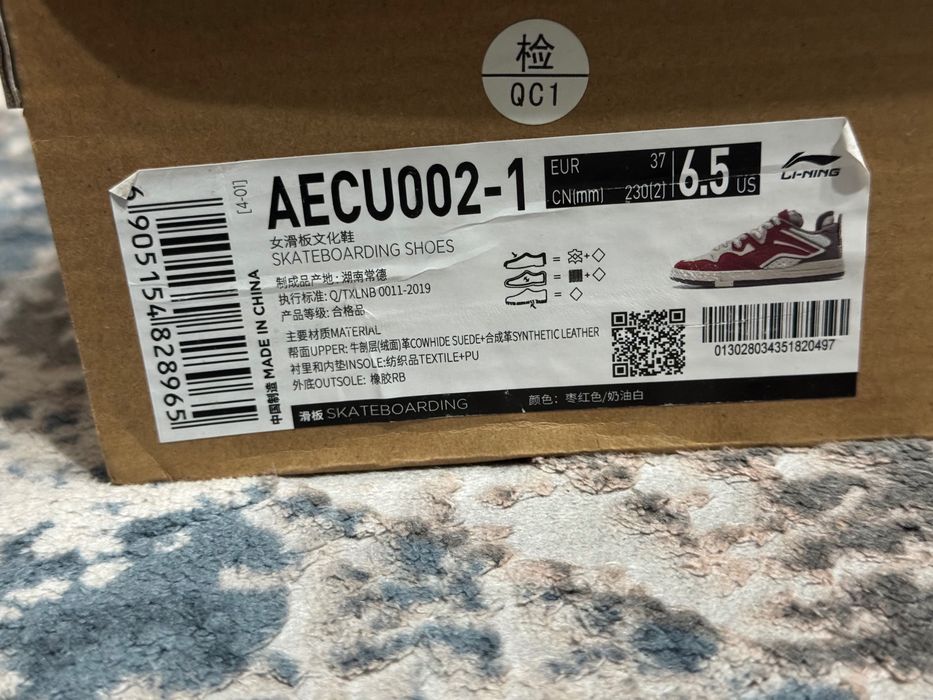 检
QC1
[4-01]
AECU002-1
EUR 37
CN(mm) 230(2)
6.5 US
LI-NING
女滑板文化鞋
SKATEBOARDING SHOES
制成品产地：湖南常德
执行标准: Q/TXLNB 0011-2019
产品等级: 合格品
主要材质MATERIAL
帮面UPPER: 牛剖层(绒面)革COWHIDE SUEDE+合成革SYNTHETIC LEATHER
衬里和内垫INSOLE:纺织品TEXTILE+PU
外底OUTSOLE: 橡胶RB
滑板 SKATEBOARDING
颜色：枣红色/奶油白
013028034351820497
中国制造 MADE IN CHINA
6 905154 828965